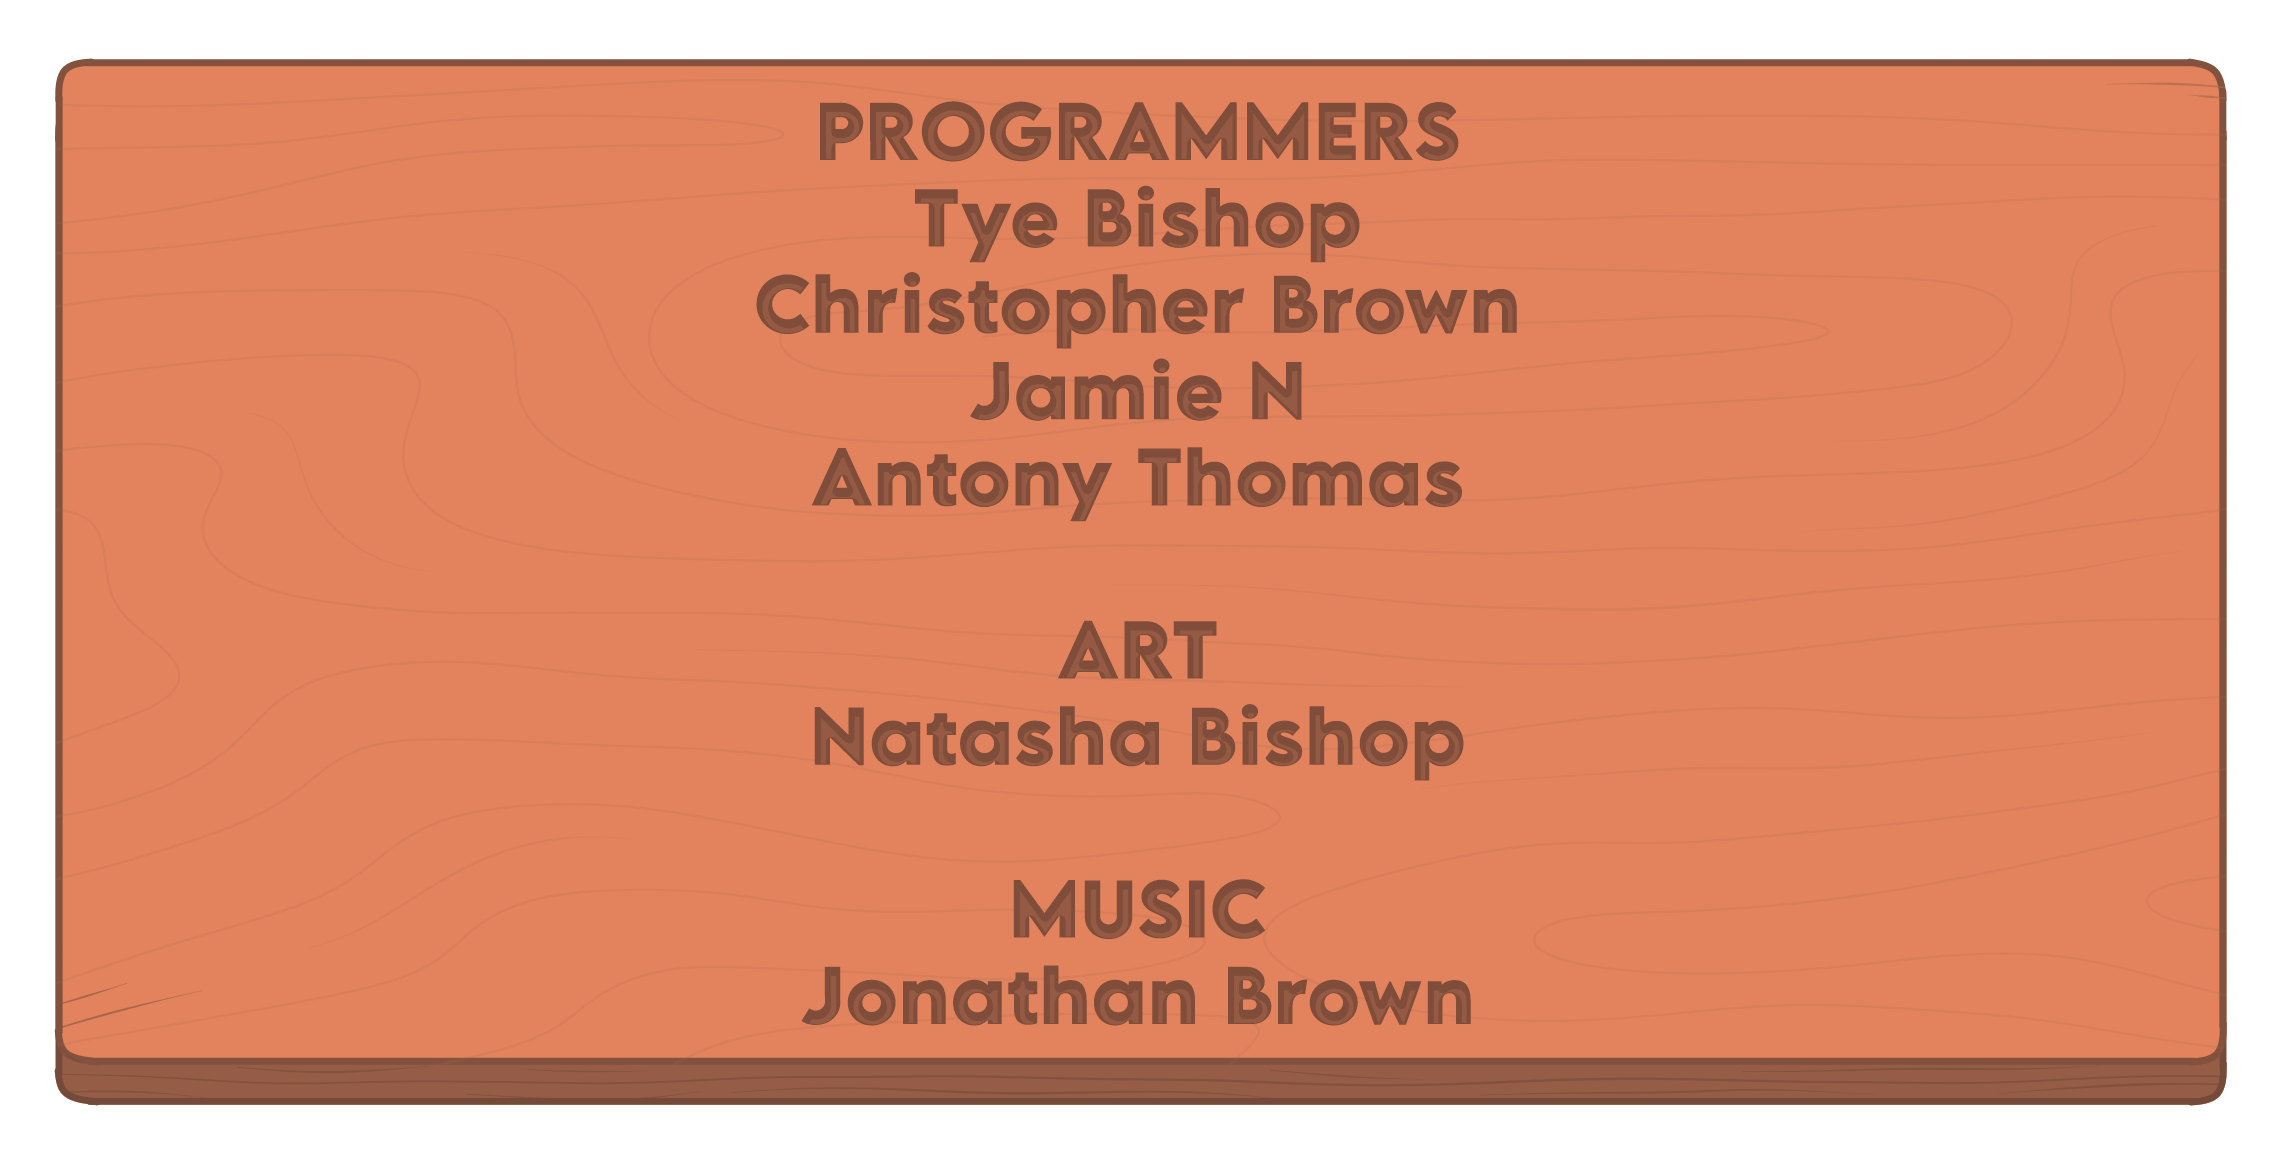 PROGRAMMERS
Tye Bishop
Christopher Brown
Jamie N
Antony Thomas
ART
Natasha Bishop
MUSIC
Jonathan Brown